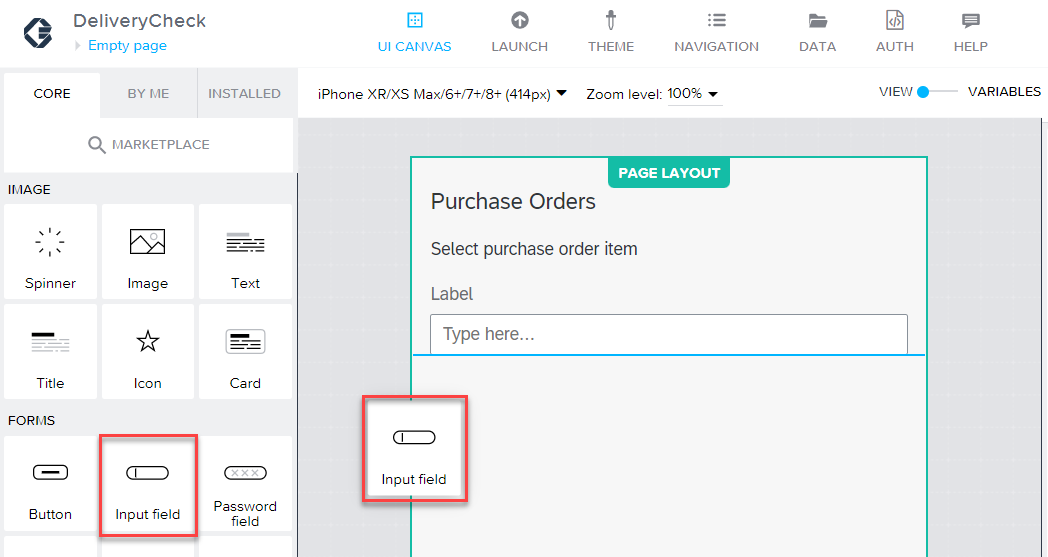 DeliveryCheck
Empty page
UI CANVAS
LAUNCH
THEME
NAVIGATION
DATA
AUTH
HELP
CORE
BY ME
INSTALLED
iPhone XR/XS Max/6+/7+/8+ (414px)
Zoom level: 100%
VIEW
VARIABLES
MARKETPLACE
IMAGE
Spinner
Image
Text
Title
Icon
Card
FORMS
Button
Input field
XXX
Password
field
PAGE LAYOUT
Purchase Orders
Select purchase order item
Label
Type here...
Input field